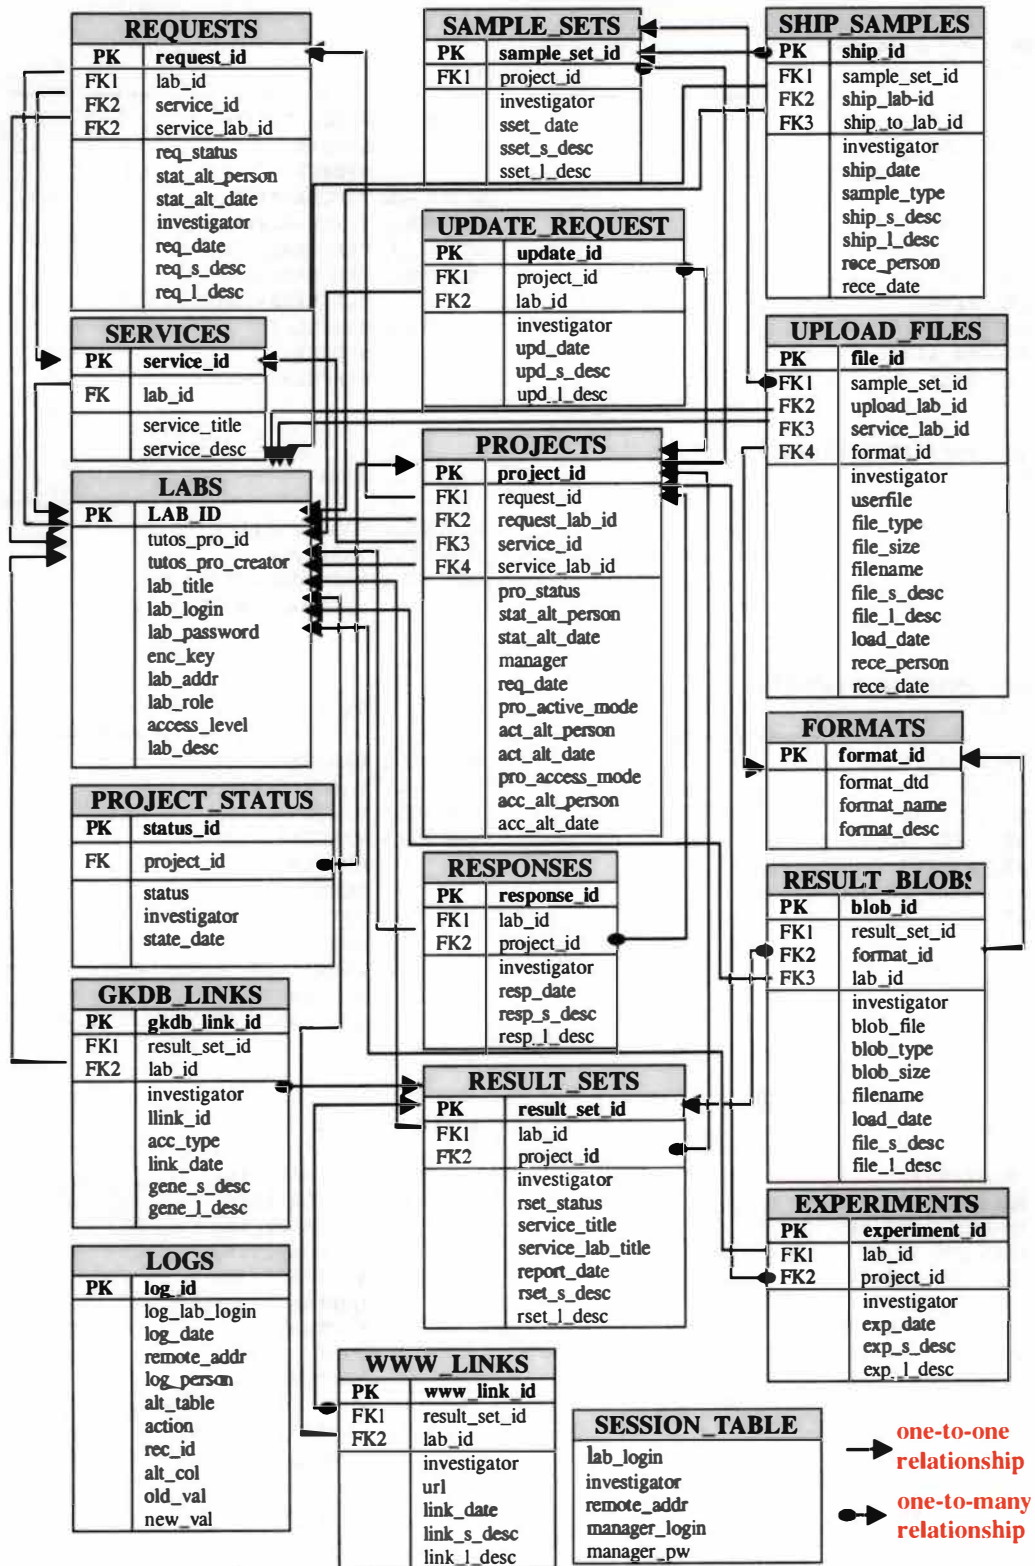 REQUESTS
PK request_id
FK1 lab_id
FK2 service_id
FK2 service_lab_id
req_status
stat_alt_person
stat_alt_date
investigator
req_date
req_s_desc
req_l_desc
SERVICES
PK service_id
FK lab_id
service_title
service_desc
LABS
PK LAB_ID
tutos_pro_id
tutos_pro_creator
lab_title
lab_login
lab_password
enc_key
lab_addr
lab_role
access_level
lab_desc
PROJECT_STATUS
PK status_id
FK project_id
status
investigator
state_date
GKDB_LINKS
PK gkdb_link_id
FK1 result_set_id
FK2 lab_id
investigator
llink_id
acc_type
link_date
gene_s_desc
gene_l_desc
LOGS
PK log_id
log_lab_login
log_date
remote_addr
log_person
alt_table
action
rec_id
alt_col
old_val
new_val
SAMPLE_SETS
PK sample_set_id
FK1 project_id
investigator
sset_date
sset_s_desc
sset_l_desc
UPDATE_REQUEST
PK update_id
FK1 project_id
FK2 lab_id
investigator
upd_date
upd_s_desc
upd_l_desc
PROJECTS
PK project_id
FK1 request_id
FK2 request_lab_id
FK3 service_id
FK4 service_lab_id
pro_status
stat_alt_person
stat_alt_date
manager
req_date
pro_active_mode
act_alt_person
act_alt_date
pro_access_mode
acc_alt_person
acc_alt_date
RESPONSES
PK response_id
FK1 lab_id
FK2 project_id
investigator
resp_date
resp_s_desc
resp_l_desc
RESULT_SETS
PK result_set_id
FK1 lab_id
FK2 project_id
investigator
rset_status
service_title
service_lab_title
report_date
rset_s_desc
rset_l_desc
WWW_LINKS
PK www_link_id
FK1 result_set_id
FK2 lab_id
investigator
url
link_date
link_s_desc
link_l_desc
SHIP_SAMPLES
PK ship_id
FK1 sample_set_id
FK2 ship_lab-id
FK3 ship_to_lab_id
investigator
ship_date
sample_type
ship_s_desc
ship_l_desc
rece_person
rece_date
UPLOAD_FILES
PK file_id
FK1 sample_set_id
FK2 upload_lab_id
FK3 service_lab_id
FK4 format_id
investigator
userfile
file_type
file_size
filename
file_s_desc
file_l_desc
load_date
rece_person
rece_date
FORMATS
PK format_id
format_dtd
format_name
format_desc
RESULT_BLOBS
PK blob_id
FK1 result_set_id
FK2 format_id
FK3 lab_id
investigator
blob_file
blob_type
blob_size
filename
load_date
file_s_desc
file_l_desc
EXPERIMENTS
PK experiment_id
FK1 lab_id
FK2 project_id
investigator
exp_date
exp_s_desc
exp_l_desc
SESSION_TABLE
lab_login
investigator
remote_addr
manager_login
manager_pw
one-to-one
relationship
one-to-many
relationship